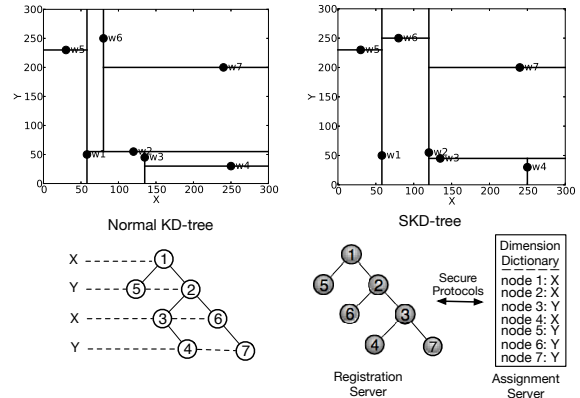 300
250
200
150
100
50
0
Y
w5
w6
w7
w1
w2
w3
w4
0 50 100 150 200 250 300
X
Normal KD-tree
300
250
200
150
100
50
0
Y
w5
w6
w7
w1
w2
w3
w4
0 50 100 150 200 250 300
X
SKD-tree
X
1
Y
5 2
X
3 6
Y
4 7
1
5 2
6 3
4 7
Registration
Server
Secure
Protocols
Dimension
Dictionary
node 1: X
node 2: X
node 3: Y
node 4: X
node 5: Y
node 6: Y
node 7: Y
Assignment
Server